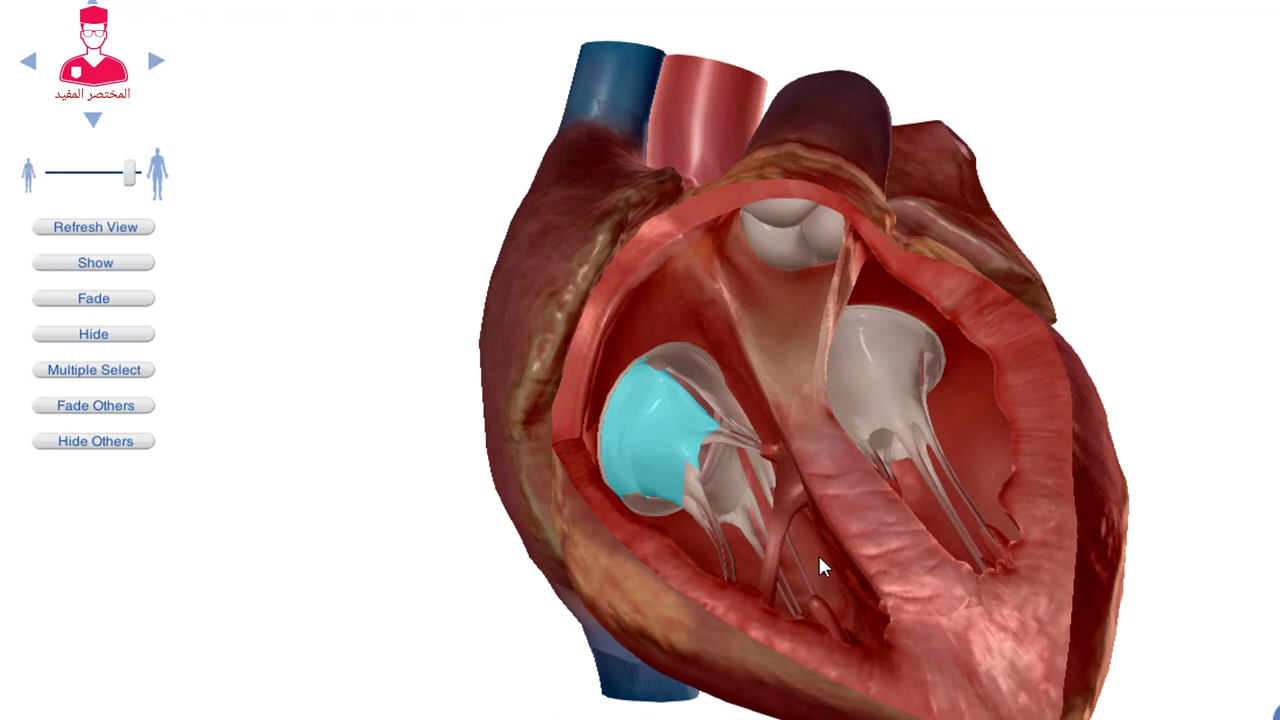 المختصر المفيد
Refresh View
Show
Fade
Hide
Multiple Select
Fade Others
Hide Others